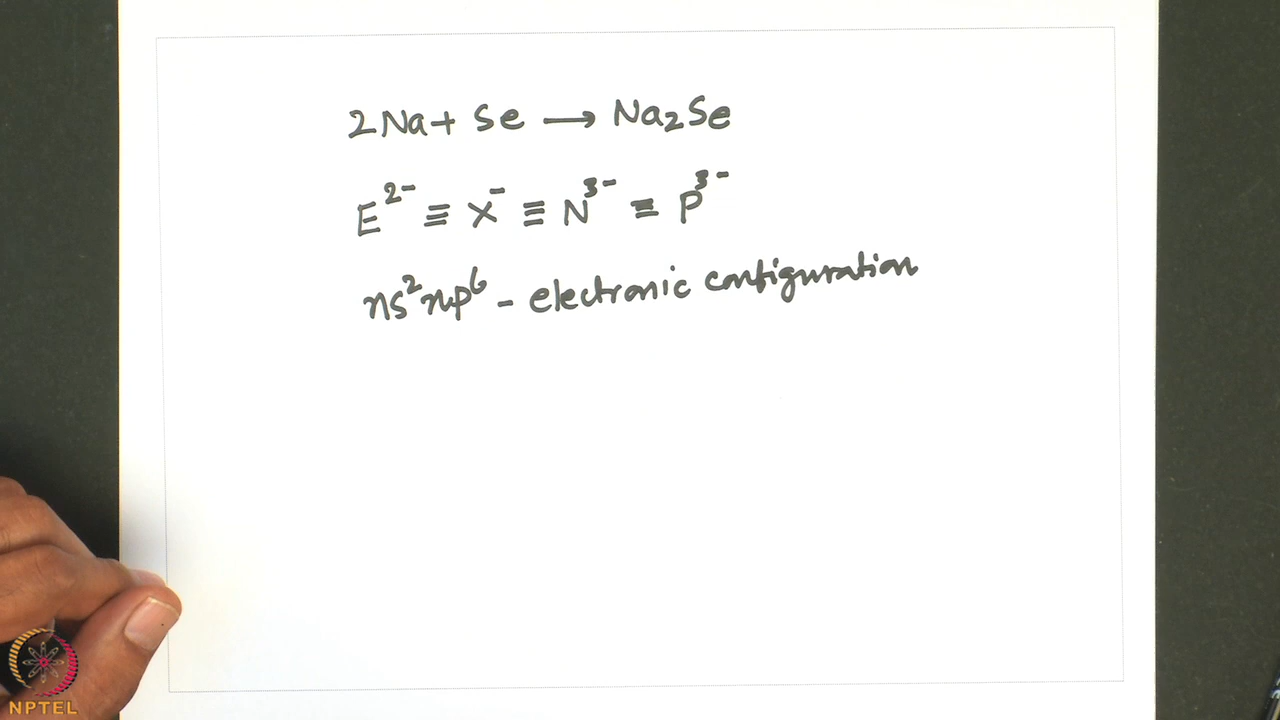 2Na + Se ⟶ Na₂Se
E²⁻ ≡ X⁻ ≡ N³⁻ ≡ P³⁻
ns²np⁶ - electronic configuration
NPTEL